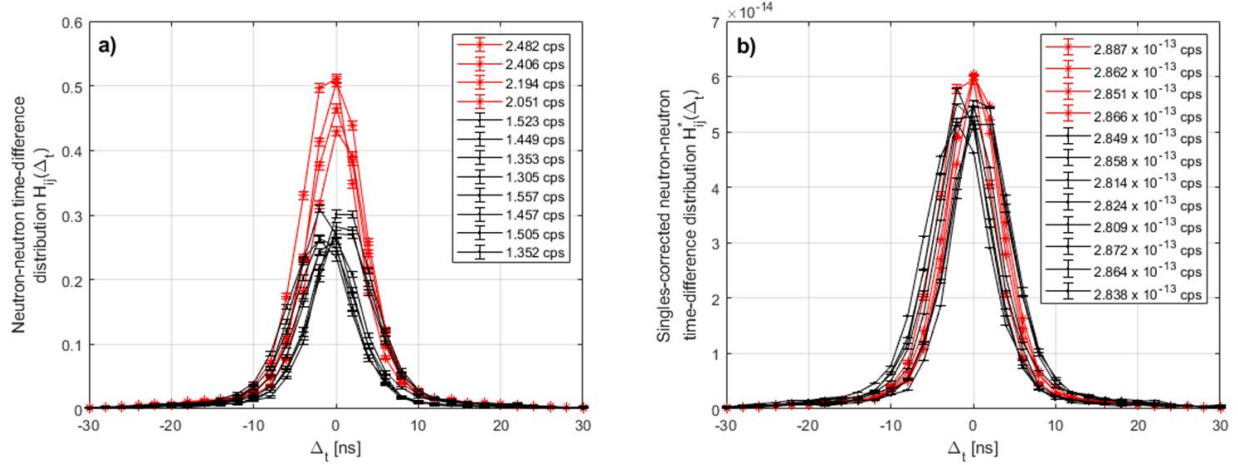 a)
Neutron-neutron time-difference
distribution H_ij(Δ_t)
0.6
0.5
0.4
0.3
0.2
0.1
0
-30
-20
-10
0
10
20
30
Δ_t [ns]
2.482 cps
2.406 cps
2.194 cps
2.051 cps
1.523 cps
1.449 cps
1.353 cps
1.305 cps
1.557 cps
1.457 cps
1.505 cps
1.352 cps
b)
Singles-corrected neutron-neutron
time-difference distribution H*_ij(Δ_t)
× 10^-14
7
6
5
4
3
2
1
0
-30
-20
-10
0
10
20
30
Δ_t [ns]
2.887 x 10^-13 cps
2.862 x 10^-13 cps
2.851 x 10^-13 cps
2.866 x 10^-13 cps
2.849 x 10^-13 cps
2.858 x 10^-13 cps
2.814 x 10^-13 cps
2.824 x 10^-13 cps
2.809 x 10^-13 cps
2.872 x 10^-13 cps
2.864 x 10^-13 cps
2.838 x 10^-13 cps